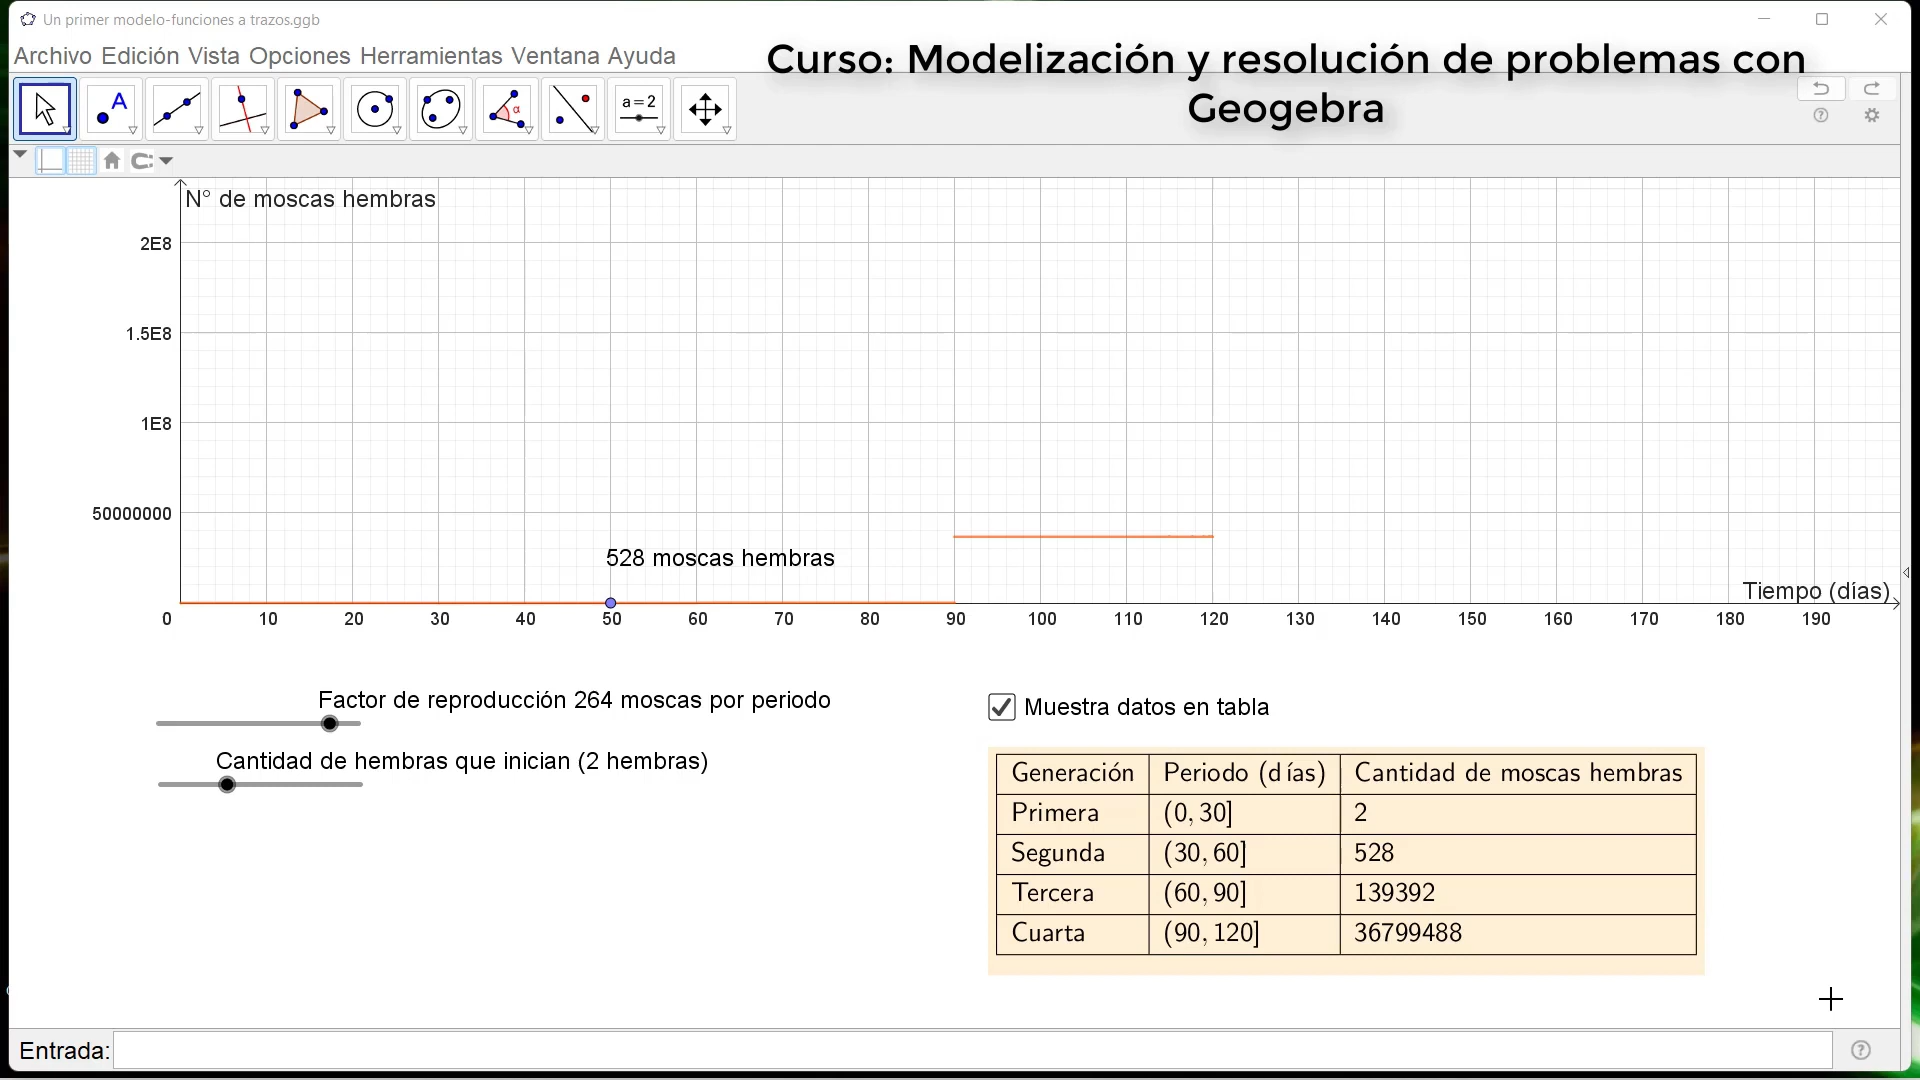 Un primer modelo-funciones a trazos.ggb
Archivo Edición Vista Opciones Herramientas Ventana Ayuda
Curso: Modelización y resolución de problemas con
Geogebra
A
α
a=2
N° de moscas hembras
2E8
1.5E8
1E8
50000000
528 moscas hembras
Tiempo (días)
0 10 20 30 40 50 60 70 80 90 100 110 120 130 140 150 160 170 180 190
Factor de reproducción 264 moscas por periodo
Cantidad de hembras que inician (2 hembras)
Muestra datos en tabla
Generación Periodo (días) Cantidad de moscas hembras
Primera (0, 30] 2
Segunda (30, 60] 528
Tercera (60, 90] 139392
Cuarta (90, 120] 36799488
Entrada: